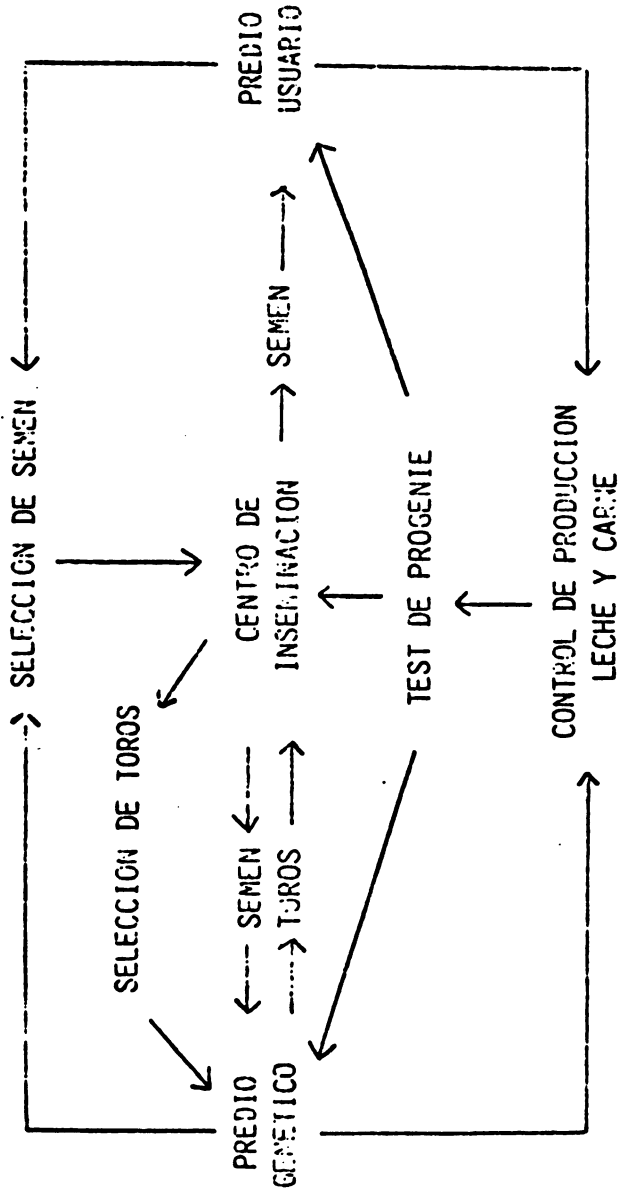 SELECCION DE SEMEN
SELECCION DE TOROS
PREDIO
GENETICO
SEMEN
TOROS
CENTRO DE
INSEMINACION
SEMEN
PREDIO
USUARIO
TEST DE PROGENIE
CONTROL DE PRODUCCION
LECHE Y CARNE